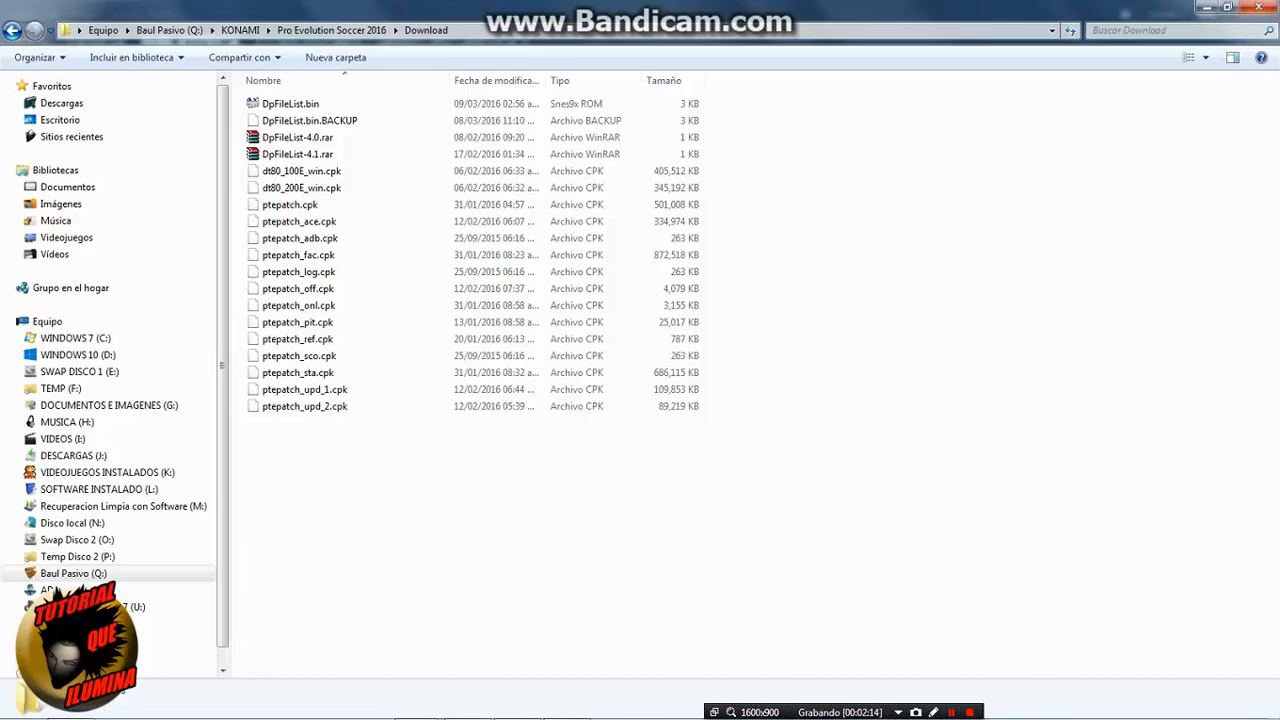 www.Bandicam.com
Equipo ▸ Baul Pasivo (Q:) ▸ KONAMI ▸ Pro Evolution Soccer 2016 ▸ Download
Buscar Download
Organizar Incluir en biblioteca Compartir con Nueva carpeta
Nombre Fecha de modifica... Tipo Tamaño
Favoritos
Descargas
Escritorio
Sitios recientes
Bibliotecas
Documentos
Imágenes
Música
Videojuegos
Vídeos
Grupo en el hogar
Equipo
WINDOWS 7 (C:)
WINDOWS 10 (D:)
SWAP DISCO 1 (E:)
TEMP (F:)
DOCUMENTOS E IMAGENES (G:)
MUSICA (H:)
VIDEOS (I:)
DESCARGAS (J:)
VIDEOJUEGOS INSTALADOS (K:)
SOFTWARE INSTALADO (L:)
Recuperacion Limpia con Software (M:)
Disco local (N:)
Swap Disco 2 (O:)
Temp Disco 2 (P:)
Baul Pasivo (Q:)
7 (U:)
DpFileList.bin 09/03/2016 02:56 a... Snes9x ROM 3 KB
DpFileList.bin.BACKUP 08/03/2016 11:10 ... Archivo BACKUP 3 KB
DpFileList-4.0.rar 08/02/2016 09:20 ... Archivo WinRAR 1 KB
DpFileList-4.1.rar 17/02/2016 01:34 ... Archivo WinRAR 1 KB
dt80_100E_win.cpk 06/02/2016 06:33 a... Archivo CPK 405,512 KB
dt80_200E_win.cpk 06/02/2016 06:32 a... Archivo CPK 345,192 KB
ptepatch.cpk 31/01/2016 04:57 ... Archivo CPK 501,008 KB
ptepatch_ace.cpk 12/02/2016 06:07 ... Archivo CPK 334,974 KB
ptepatch_adb.cpk 25/09/2015 06:16 ... Archivo CPK 263 KB
ptepatch_fac.cpk 31/01/2016 08:23 a... Archivo CPK 872,518 KB
ptepatch_log.cpk 25/09/2015 06:16 ... Archivo CPK 263 KB
ptepatch_off.cpk 12/02/2016 07:37 ... Archivo CPK 4,079 KB
ptepatch_onl.cpk 31/01/2016 08:58 a... Archivo CPK 3,155 KB
ptepatch_pit.cpk 13/01/2016 08:58 a... Archivo CPK 25,017 KB
ptepatch_ref.cpk 20/01/2016 06:13 ... Archivo CPK 787 KB
ptepatch_sco.cpk 25/09/2015 06:16 ... Archivo CPK 263 KB
ptepatch_sta.cpk 31/01/2016 08:32 a... Archivo CPK 686,115 KB
ptepatch_upd_1.cpk 12/02/2016 06:44 ... Archivo CPK 109,853 KB
ptepatch_upd_2.cpk 12/02/2016 05:39 ... Archivo CPK 89,219 KB
TUTORIAL
QUE
ILUMINA
1600x900 Grabando [00:02:14]